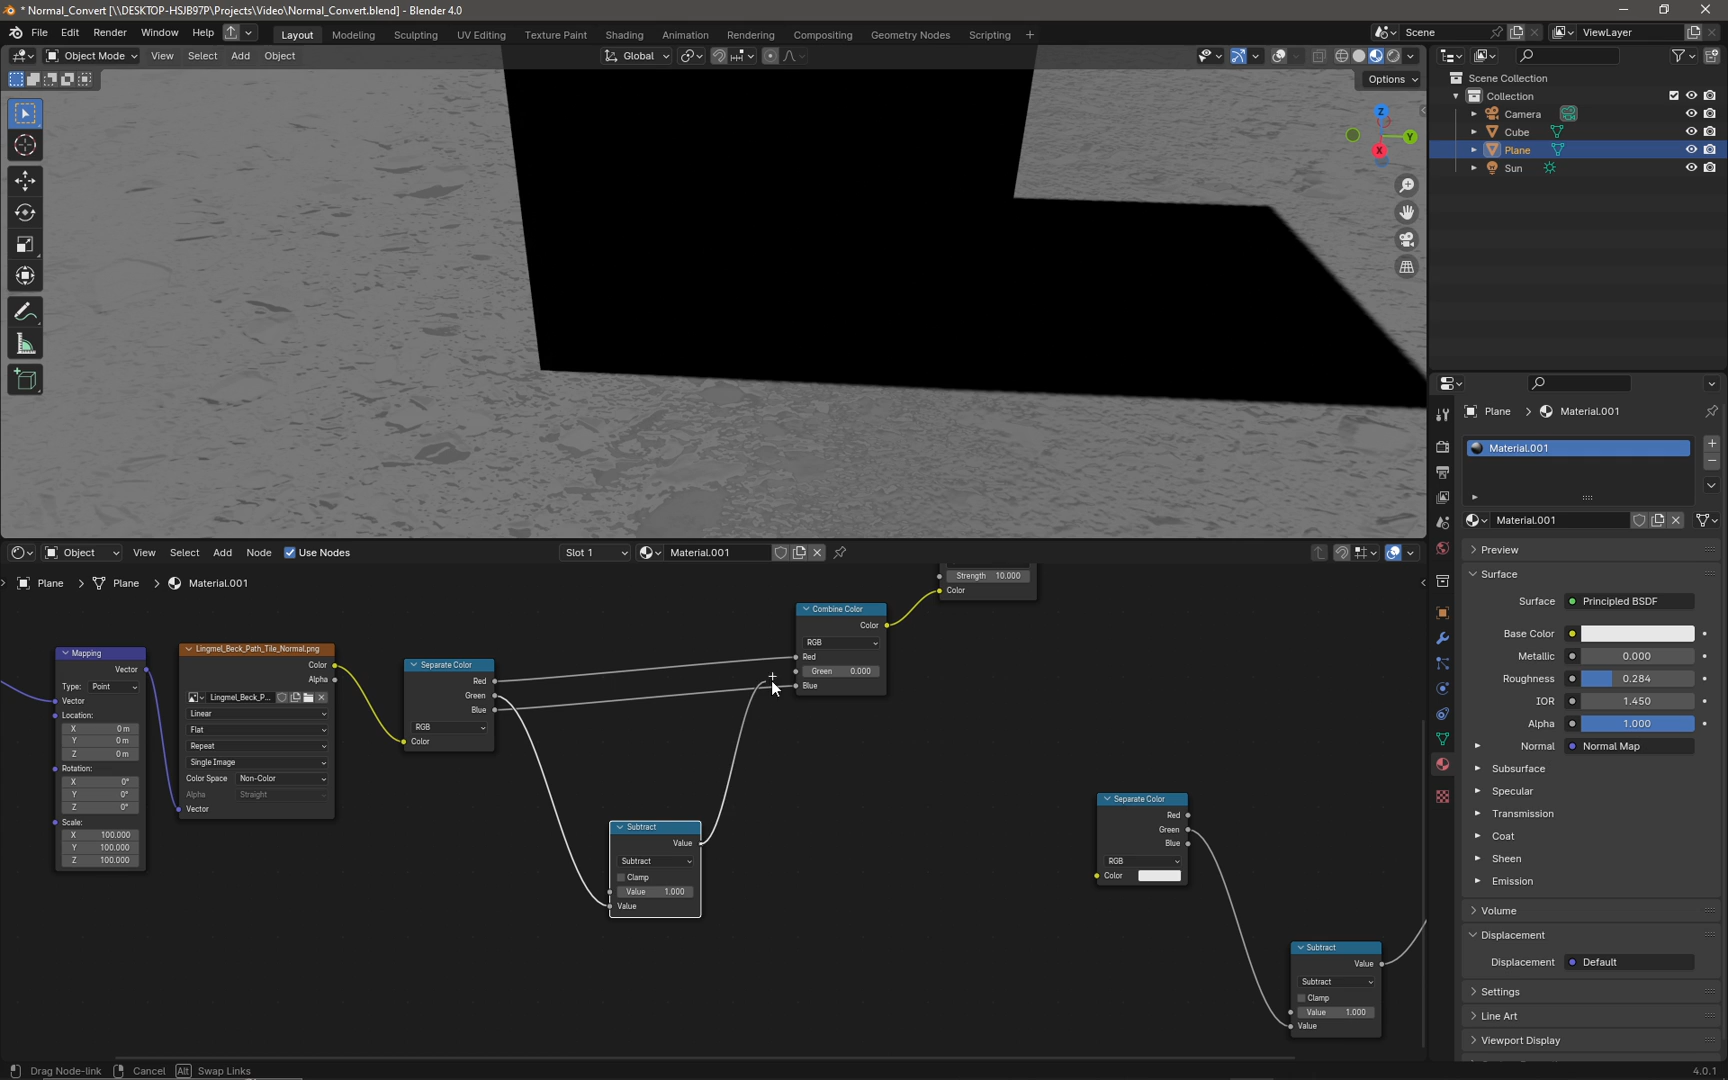 * Normal_Convert [\\DESKTOP-HSJB97P\Projects\Video\Normal_Convert.blend] - Blender 4.0
File Edit Render Window Help
Layout Modeling Sculpting UV Editing Texture Paint Shading Animation Rendering Compositing Geometry Nodes Scripting +
Scene
ViewLayer
Object Mode View Select Add Object
Global
Options
Z
Y
X
Scene Collection
Collection
Camera
Cube
Plane
Sun
Plane > Material.001
Material.001
Material.001
Preview
Surface
Surface Principled BSDF
Base Color
Metallic 0.000
Roughness 0.284
IOR 1.450
Alpha 1.000
Normal Normal Map
Subsurface
Specular
Transmission
Coat
Sheen
Emission
Volume
Displacement
Displacement Default
Settings
Line Art
Viewport Display
Object View Select Add Node Use Nodes
Slot 1
Material.001
Plane > Plane > Material.001
Mapping
Vector
Type: Point
Vector
Location:
X 0 m
Y 0 m
Z 0 m
Rotation:
X 0°
Y 0°
Z 0°
Scale:
X 100.000
Y 100.000
Z 100.000
Lingmel_Beck_Path_Tile_Normal.png
Color
Alpha
Lingmel_Beck_P...
Linear
Flat
Repeat
Single Image
Color Space Non-Color
Alpha Straight
Vector
Separate Color
Red
Green
Blue
RGB
Color
Subtract
Value
Subtract
Clamp
Value 1.000
Value
Combine Color
Color
RGB
Red
Green 0.000
Blue
Strength 10.000
Color
Separate Color
Red
Green
Blue
RGB
Color
Subtract
Value
Subtract
Clamp
Value 1.000
Value
Drag Node-link Cancel Alt Swap Links
4.0.1